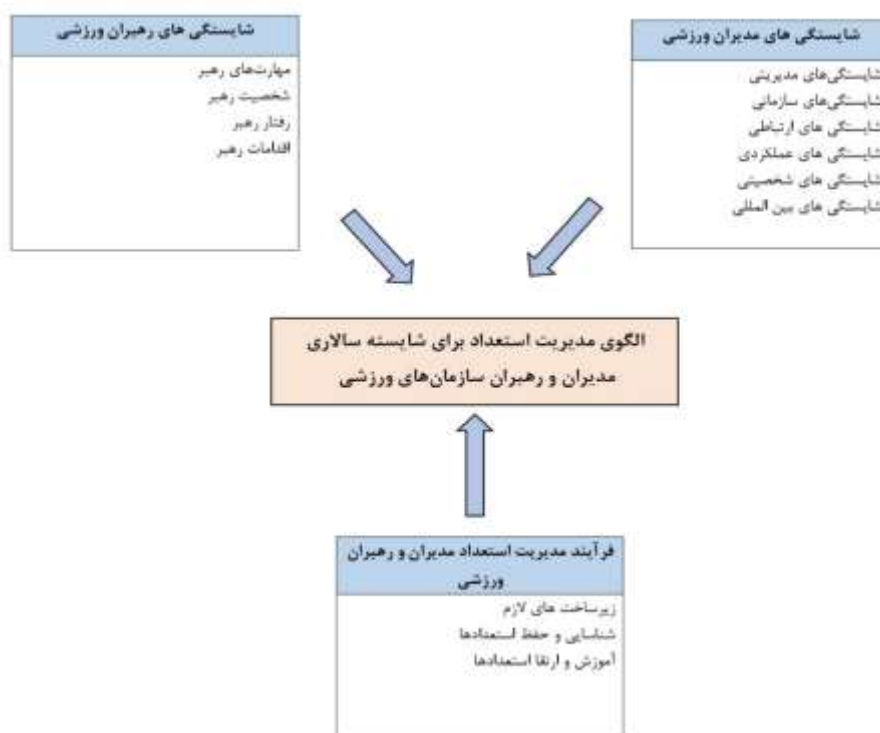 شایستگی های مدیران ورزشی
شایستگی‌های مدیریتی
شایستگی‌های سازمانی
شایستگی های ارتباطی
شایستگی های عملکردی
شایستگی های شخصیتی
شایستگی های بین المللی
شایستگی های رهبران ورزشی
مهارت‌های رهبر
شخصیت رهبر
رفتار رهبر
اقدامات رهبر
الگوی مدیریت استعداد برای شایسته سالاری
مدیران و رهبران سازمان‌های ورزشی
فرآیند مدیریت استعداد مدیران و رهبران
ورزشی
زیرساخت های لازم
شناسایی و حفظ استعدادها
آموزش و ارتقا استعدادها